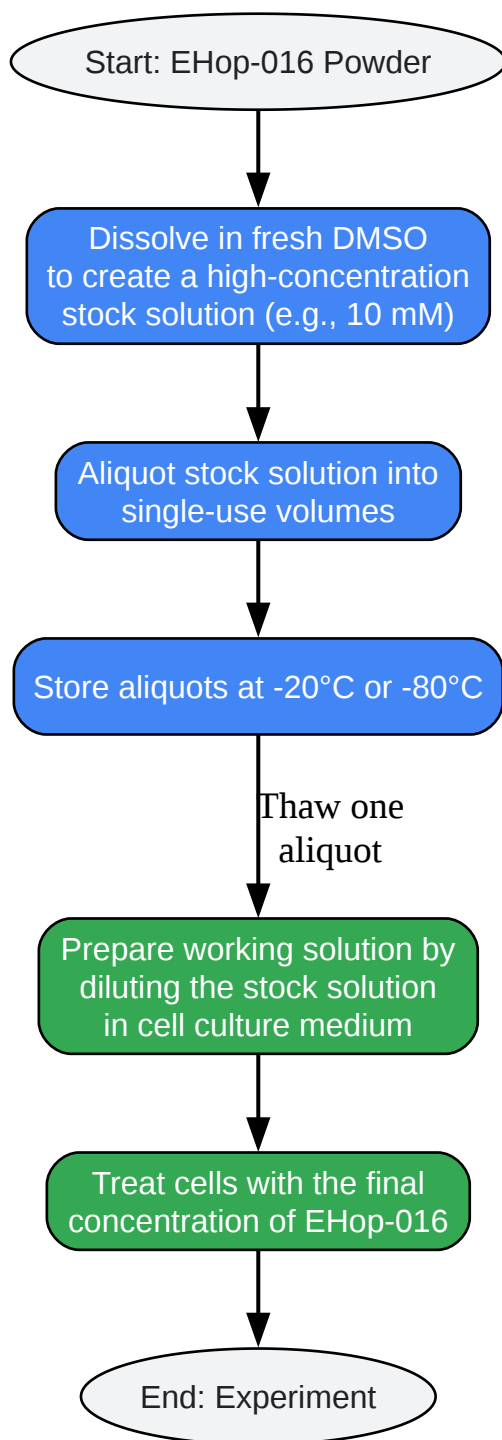 Start: EHop-016 Powder
Dissolve in fresh DMSO
to create a high-concentration
stock solution (e.g., 10 mM)
Aliquot stock solution into
single-use volumes
Store aliquots at -20°C or -80°C
Thaw one
aliquot
Prepare working solution by
diluting the stock solution
in cell culture medium
Treat cells with the final
concentration of EHop-016
End: Experiment